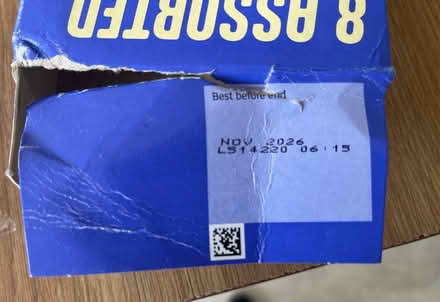 8 ASSORTED
Best before end
NOV 2026
L514220 06:15